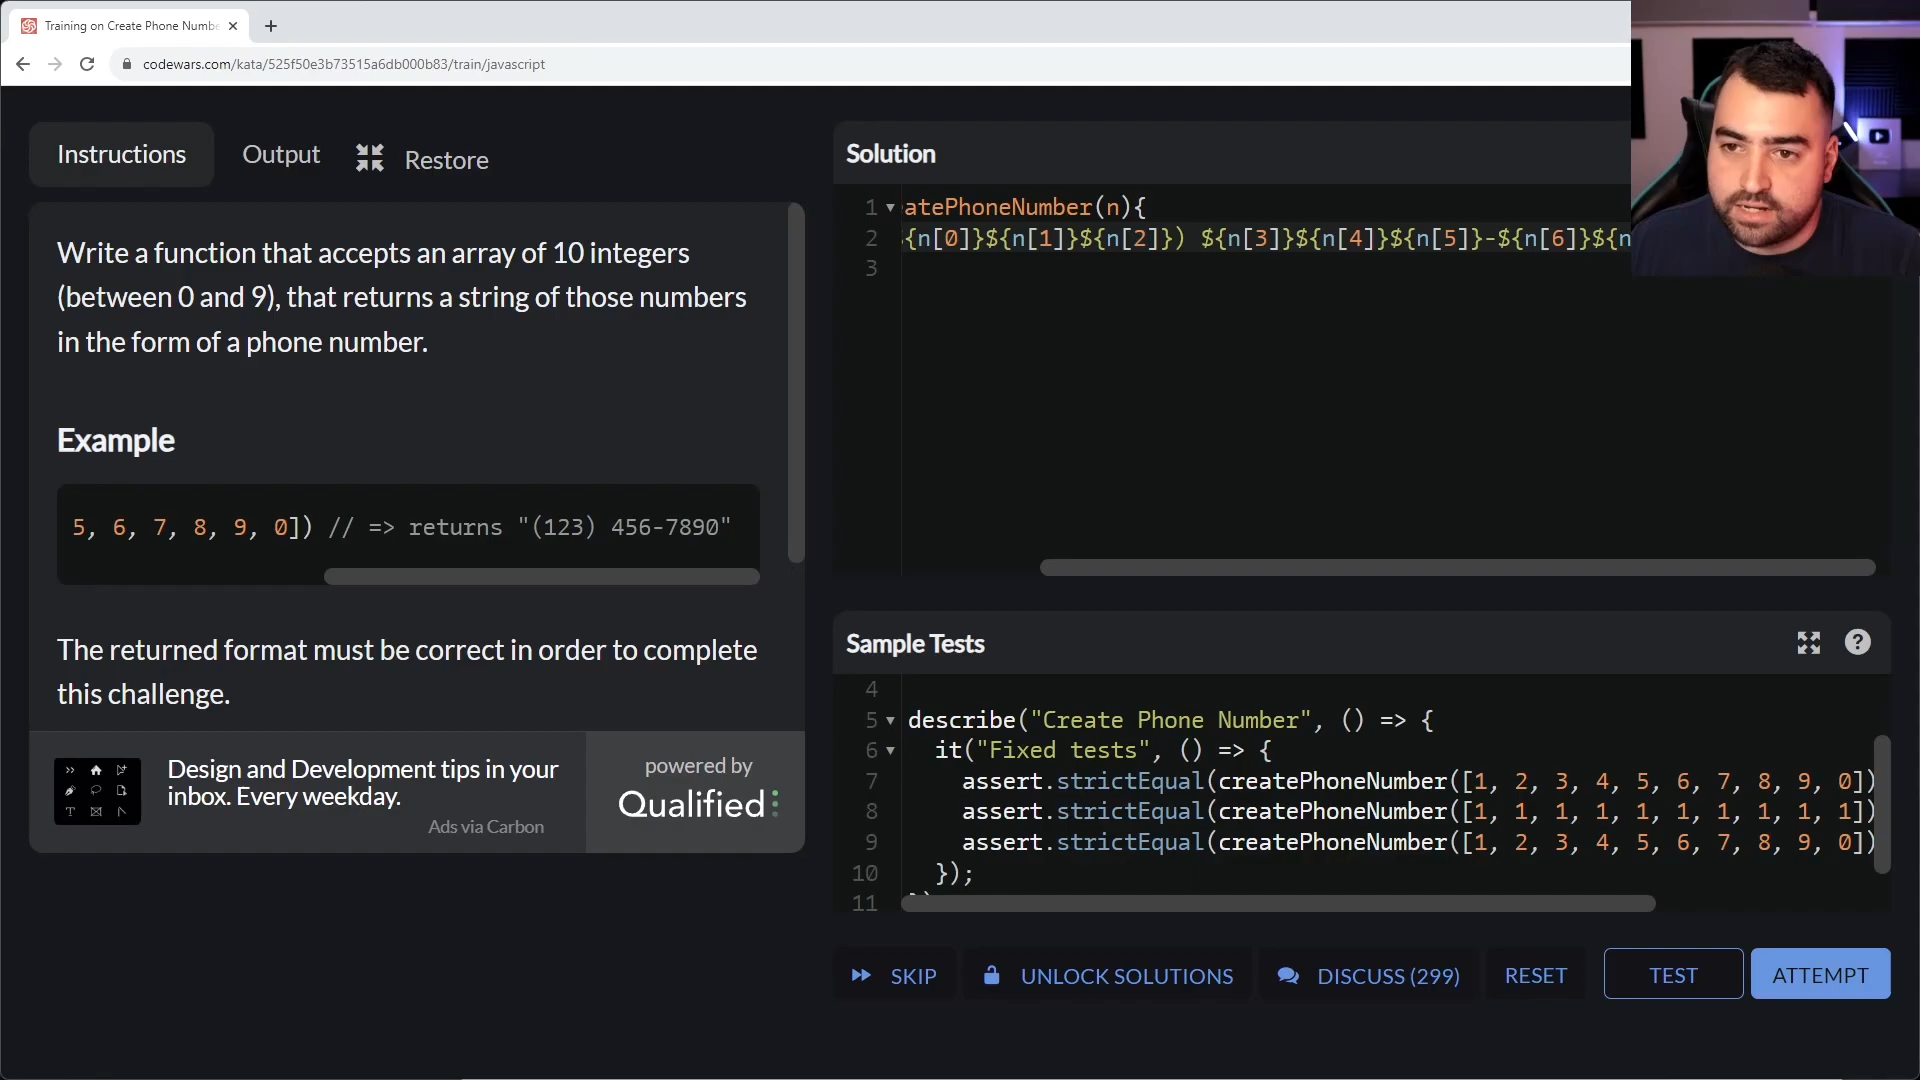 Training on Create Phone Numb
codewars.com/kata/525f50e3b73515a6db000b83/train/javascript
Instructions
Output
Restore
Write a function that accepts an array of 10 integers
(between 0 and 9), that returns a string of those numbers
in the form of a phone number.
Example
5, 6, 7, 8, 9, 0]) // => returns "(123) 456-7890"
The returned format must be correct in order to complete
this challenge.
Design and Development tips in your
inbox. Every weekday.
Ads via Carbon
powered by
Qualified
Solution
1 atePhoneNumber(n){
2 {n[0]}${n[1]}${n[2]}) ${n[3]}${n[4]}${n[5]}-${n[6]}${n
3
Sample Tests
4
5 describe("Create Phone Number", () => {
6 it("Fixed tests", () => {
7 assert.strictEqual(createPhoneNumber([1, 2, 3, 4, 5, 6, 7, 8, 9, 0])
8 assert.strictEqual(createPhoneNumber([1, 1, 1, 1, 1, 1, 1, 1, 1, 1])
9 assert.strictEqual(createPhoneNumber([1, 2, 3, 4, 5, 6, 7, 8, 9, 0])
10 });
11
SKIP
UNLOCK SOLUTIONS
DISCUSS (299)
RESET
TEST
ATTEMPT